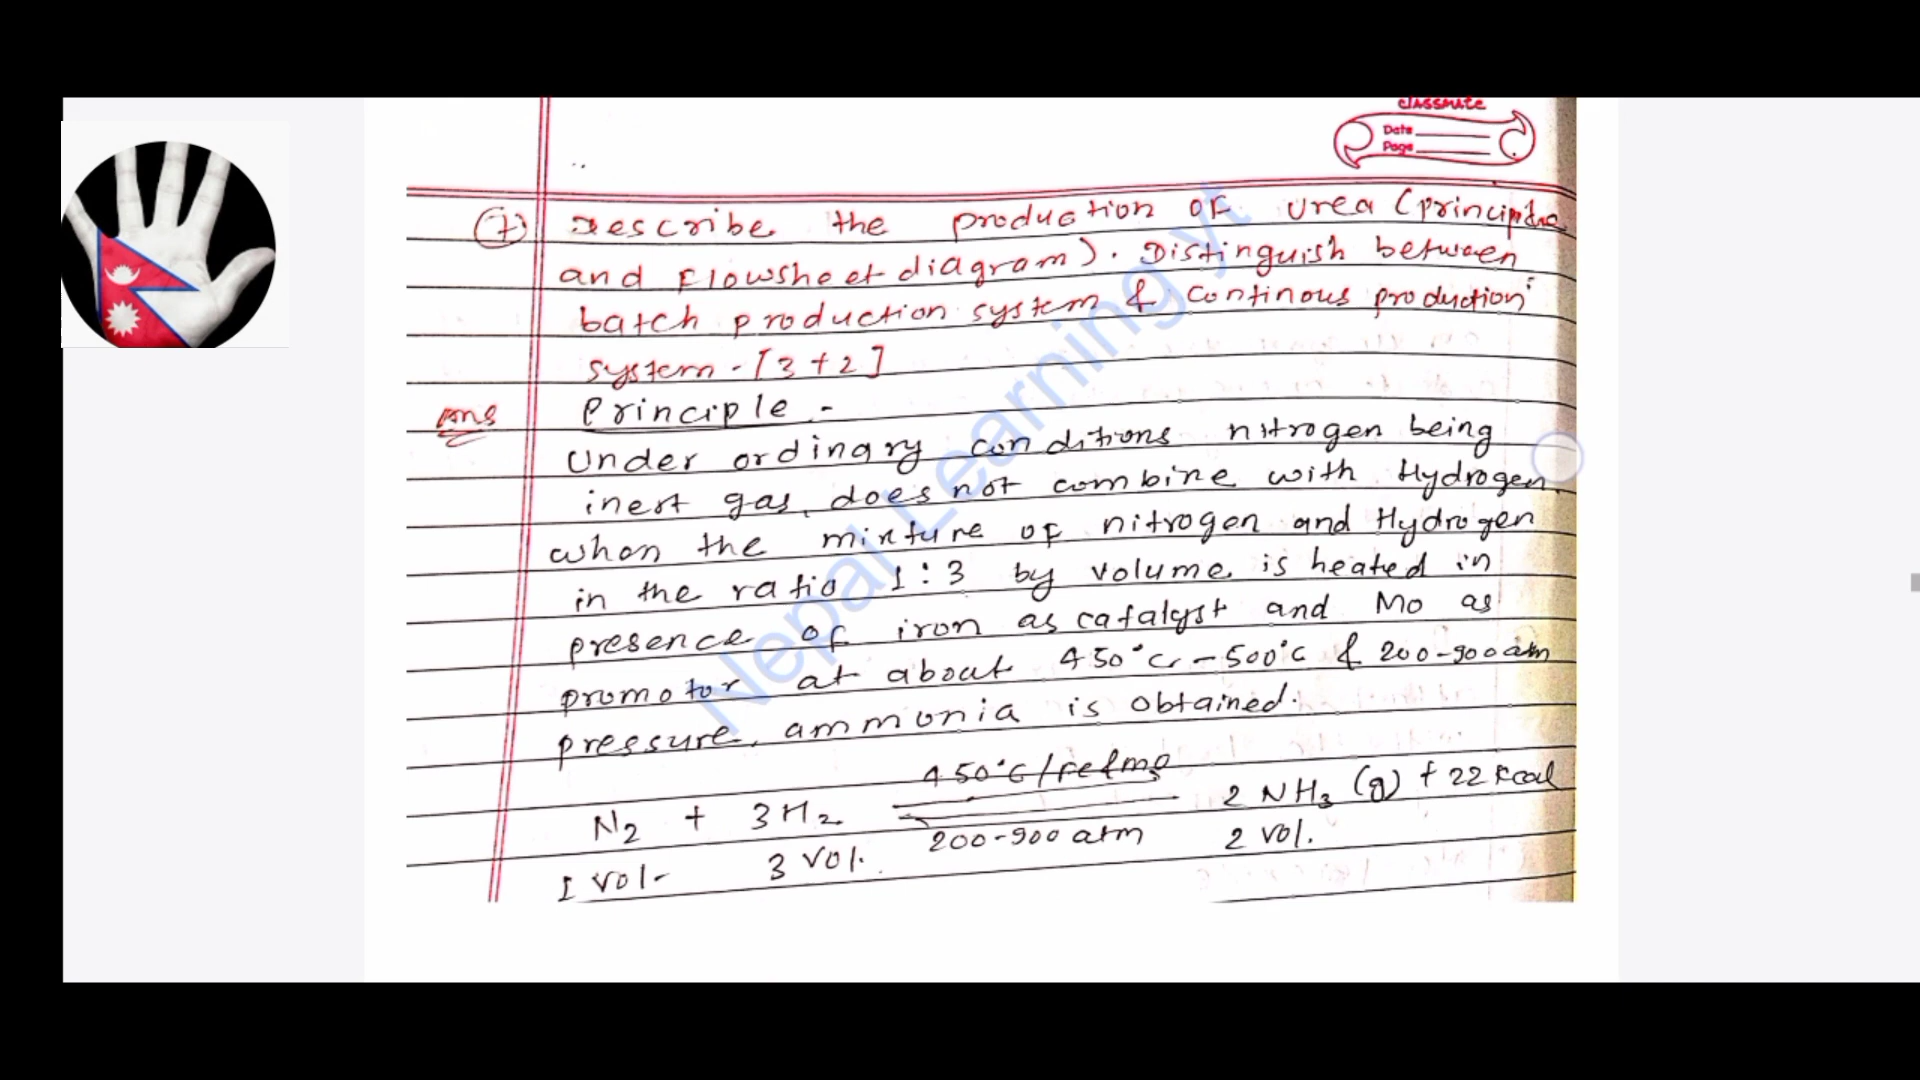 classmate
Date
Page
7 Describe the production of urea (principle
and Flowsheet diagram). Distinguish between
batch production system & continous production
system - [3+2]
Ans Principle -
Under ordinary conditions nitrogen being
inert gas, does not combine with Hydrogen.
when the mixture of nitrogen and Hydrogen
in the ratio 1:3 by volume is heated in
presence of iron as catalyst and Mo as
promotor at about 450°C - 500°C & 200-900 atm
pressure, ammonia is obtained.
450°C/Fe&mo
N2 + 3H2 2 NH3 (g) + 22 Kcal
200-900 atm
1 vol- 3 vol. 2 vol.
Nepal Learning yt